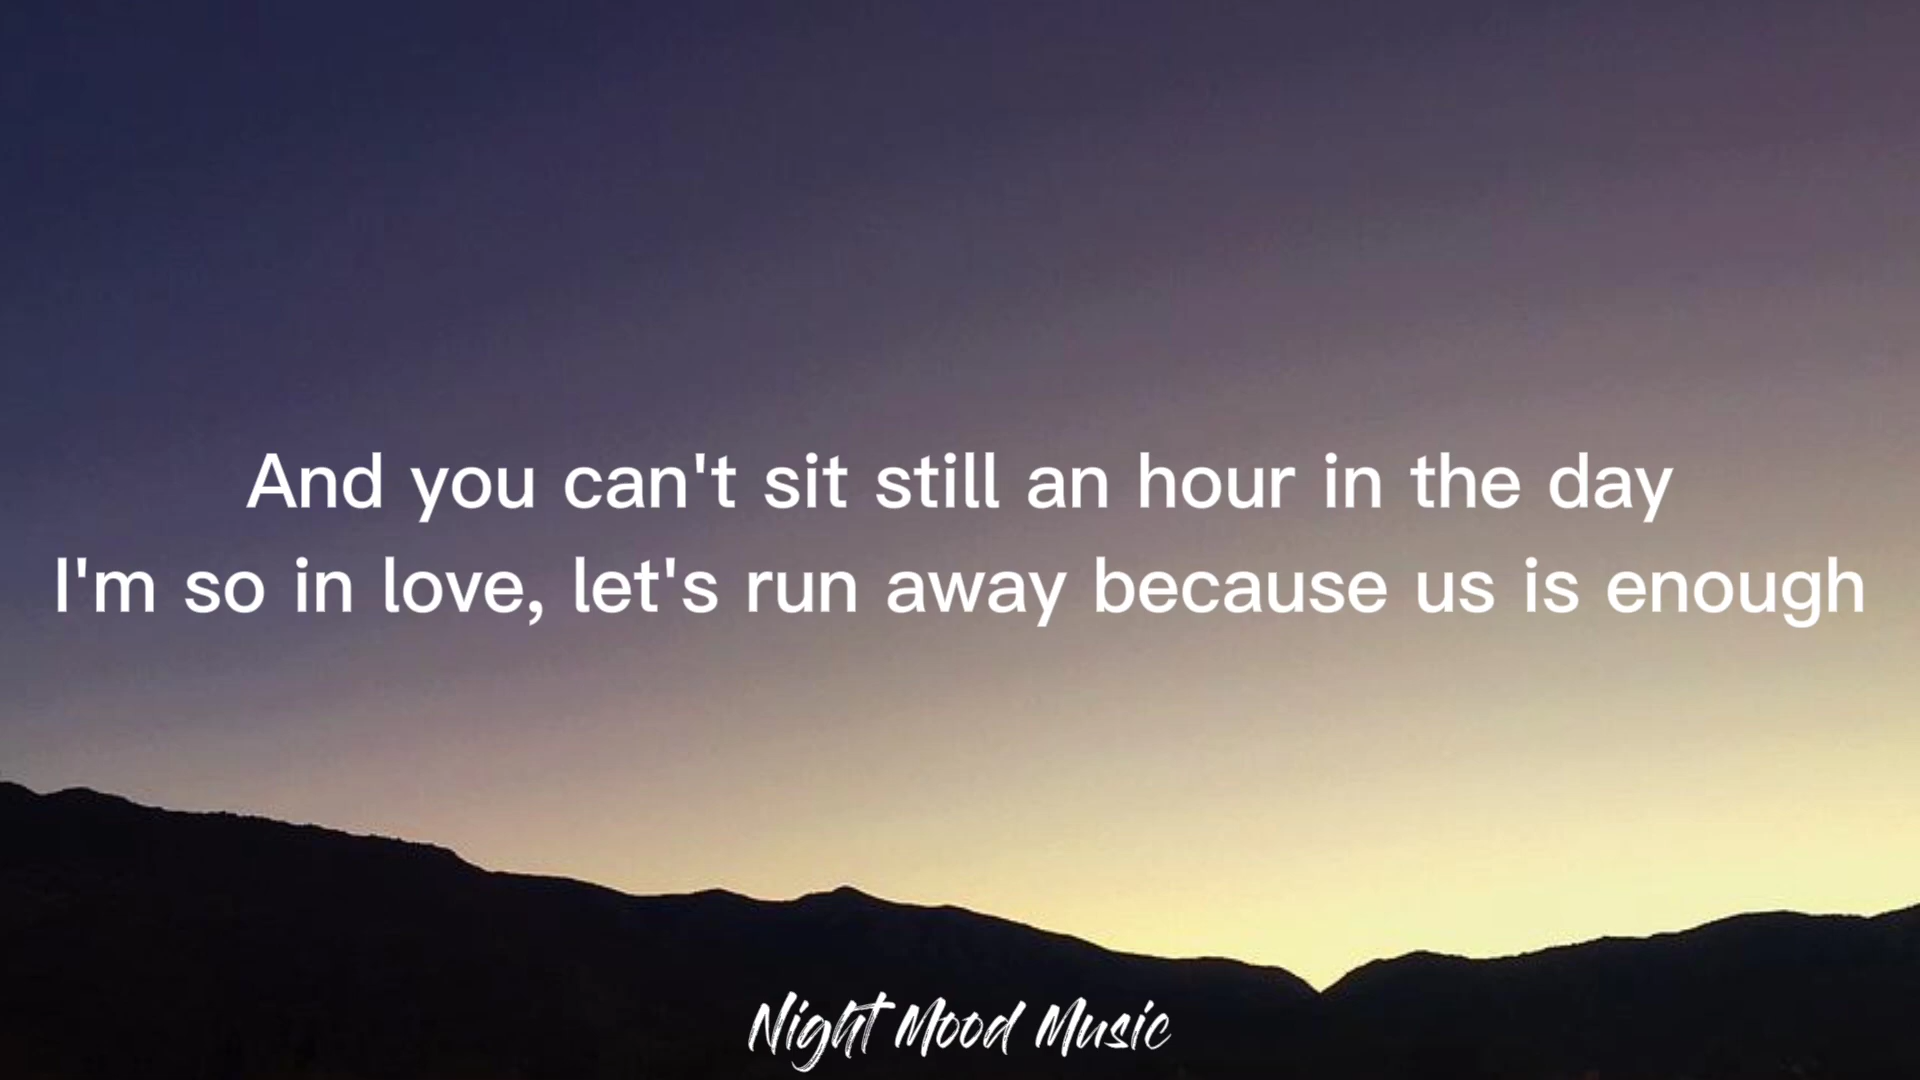 And you can't sit still an hour in the day
I'm so in love, let's run away because us is enough
Night Mood Music